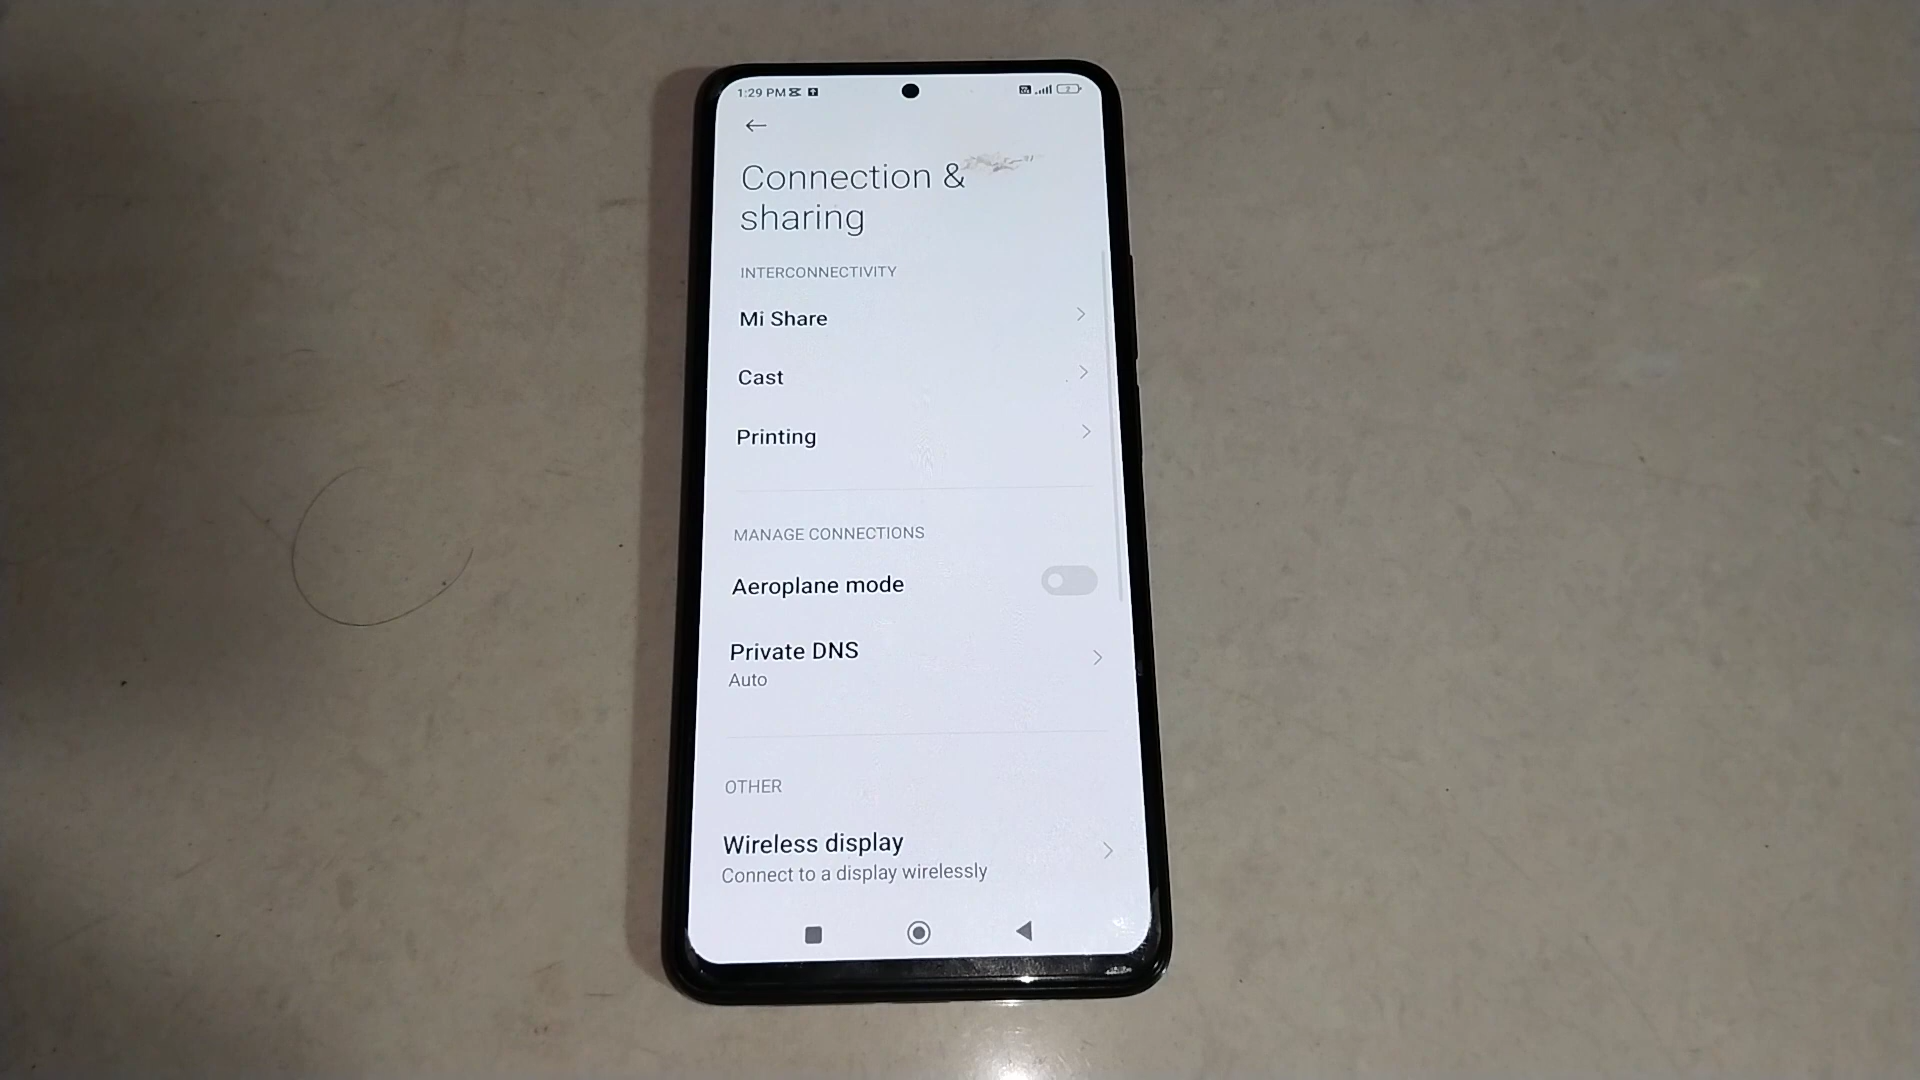 1:29 PM
Connection &
sharing
INTERCONNECTIVITY
Mi Share
Cast
Printing
MANAGE CONNECTIONS
Aeroplane mode
Private DNS
Auto
OTHER
Wireless display
Connect to a display wirelessly